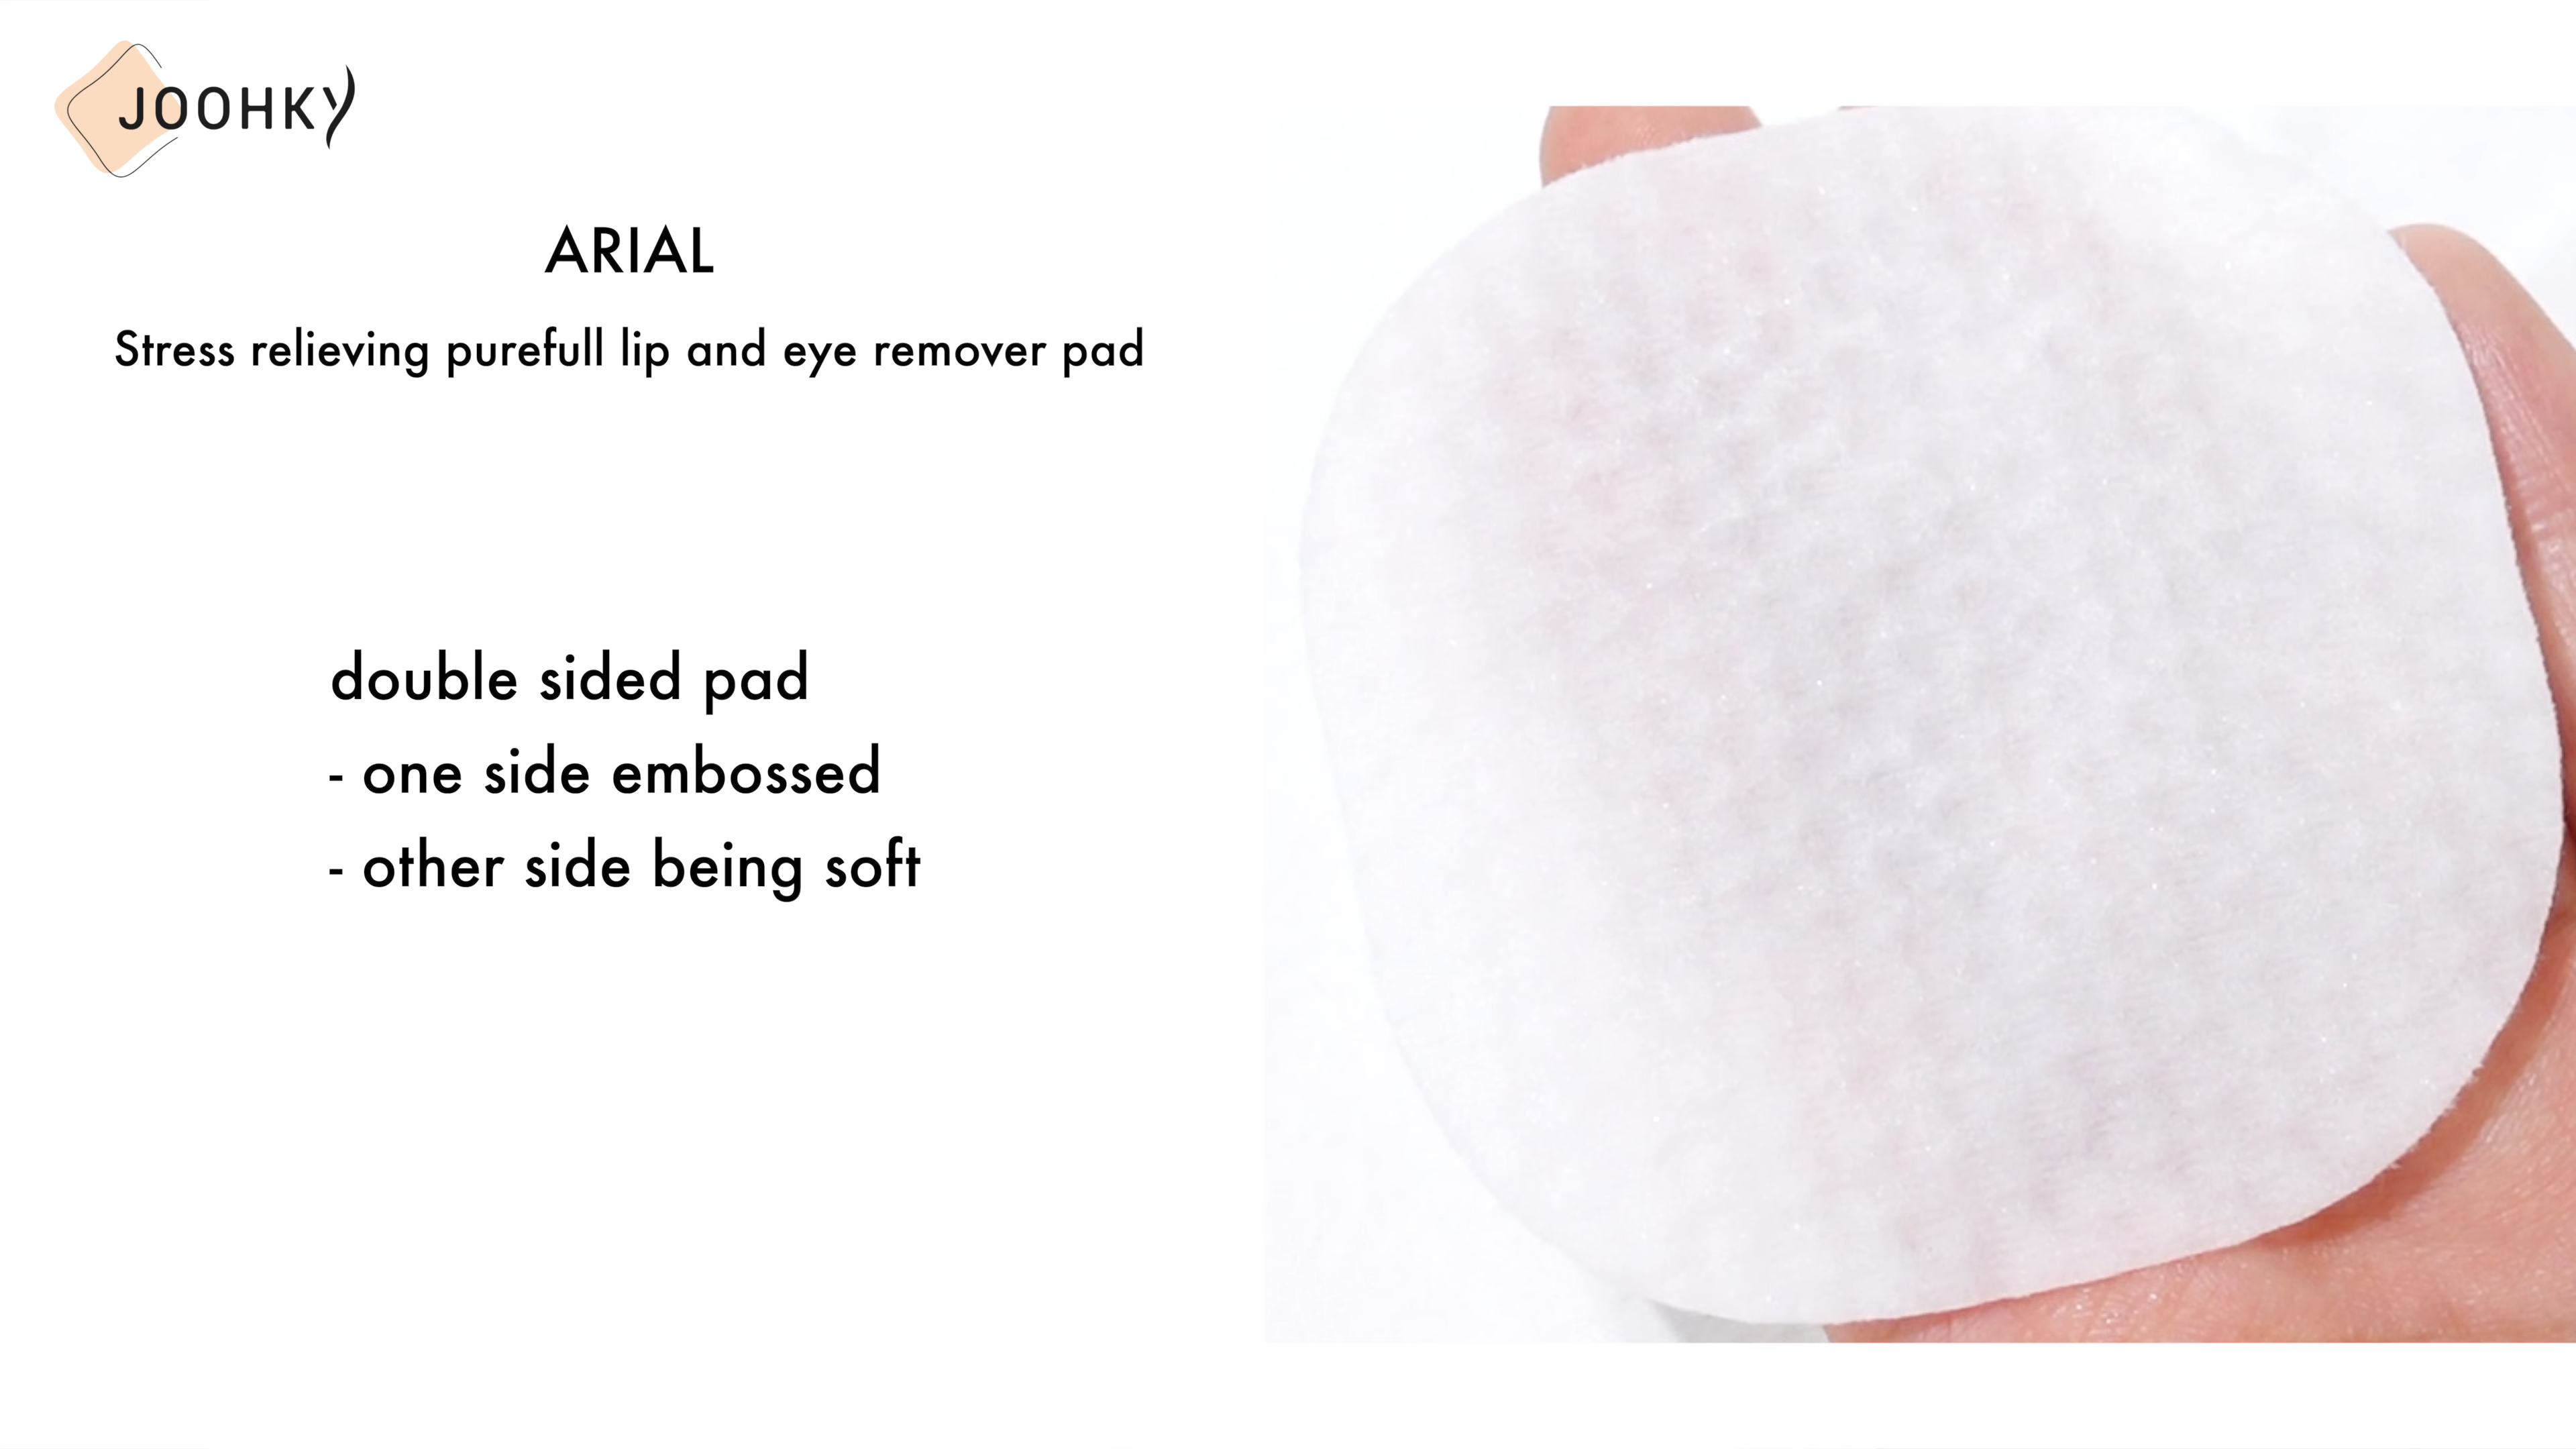 JOOHKY
ARIAL
Stress relieving purefull lip and eye remover pad
double sided pad
- one side embossed
- other side being soft